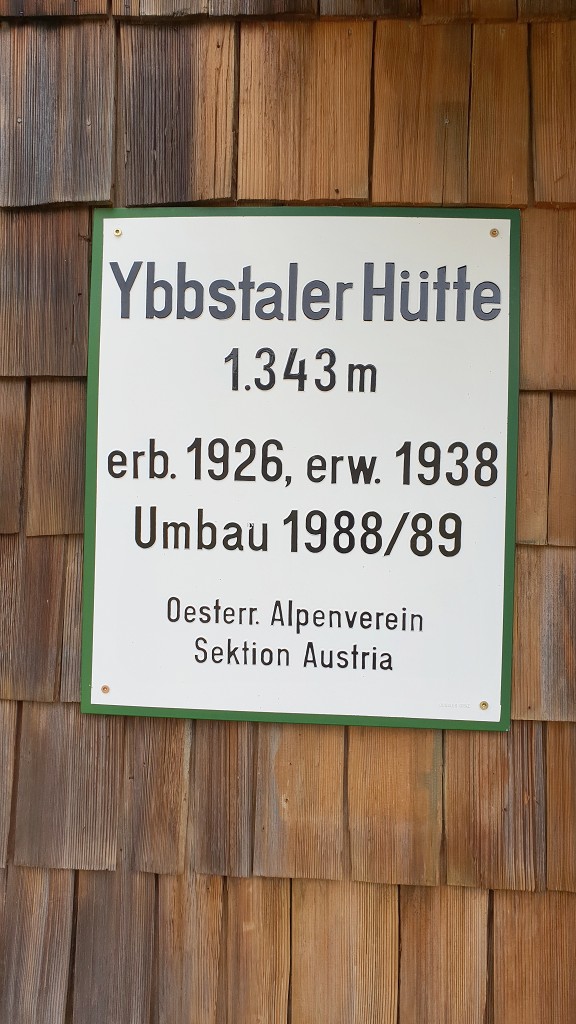 Ybbstaler Hütte
1.343 m
erb. 1926, erw. 1938
Umbau 1988/89
Oesterr. Alpenverein
Sektion Austria